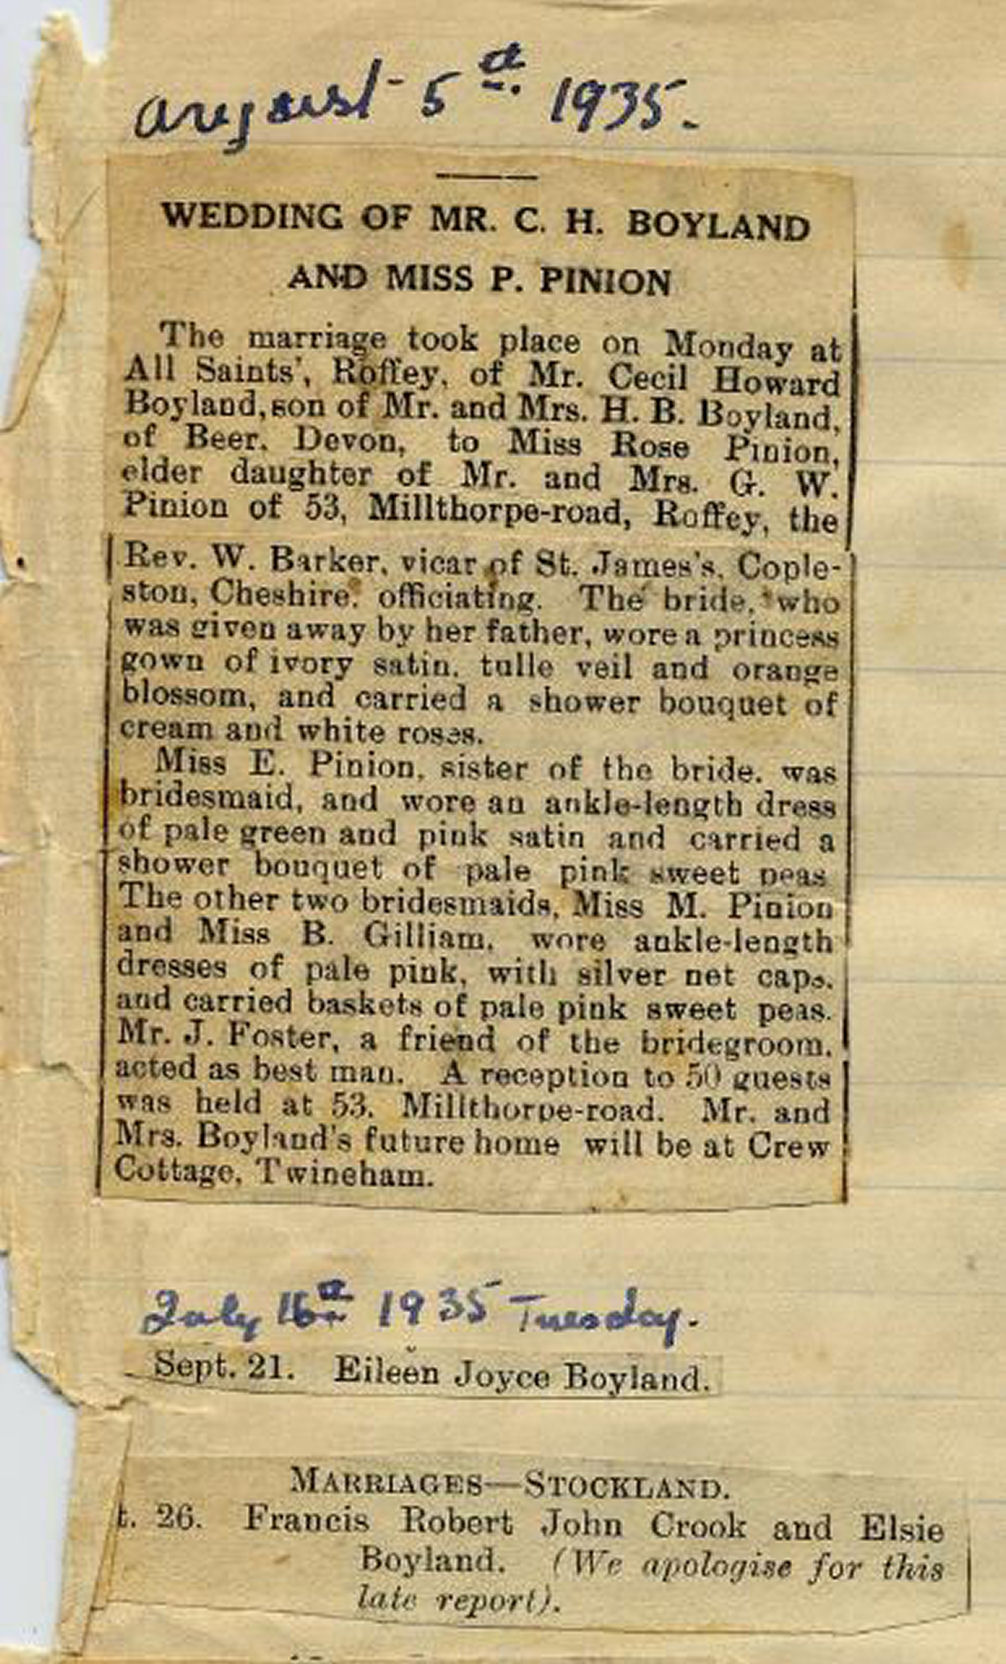 August 5th 1935.
WEDDING OF MR. C. H. BOYLAND
AND MISS P. PINION
The marriage took place on Monday at
All Saints', Roffey, of Mr. Cecil Howard
Boyland, son of Mr. and Mrs. H. B. Boyland,
of Beer. Devon, to Miss Rose Pinion,
elder daughter of Mr. and Mrs. G. W.
Pinion of 53, Millthorpe-road, Roffey, the
Rev. W. Barker, vicar of St. James's, Cople-
ston, Cheshire, officiating. The bride, who
was given away by her father, wore a princess
gown of ivory satin, tulle veil and orange
blossom, and carried a shower bouquet of
cream and white roses.
Miss E. Pinion, sister of the bride, was
bridesmaid, and wore an ankle-length dress
of pale green and pink satin and carried a
shower bouquet of pale pink sweet peas
The other two bridesmaids, Miss M. Pinion
and Miss B. Gilliam, wore ankle-length
dresses of pale pink, with silver net caps,
and carried baskets of pale pink sweet peas.
Mr. J. Foster, a friend of the bridegroom,
acted as best man. A reception to 50 guests
was held at 53, Millthorpe-road. Mr. and
Mrs. Boyland's future home will be at Crew
Cottage, Twineham.
July 16th 1935 Tuesday.
Sept. 21. Eileen Joyce Boyland.
MARRIAGES—STOCKLAND.
t. 26. Francis Robert John Crook and Elsie
Boyland. (We apologise for this
late report).